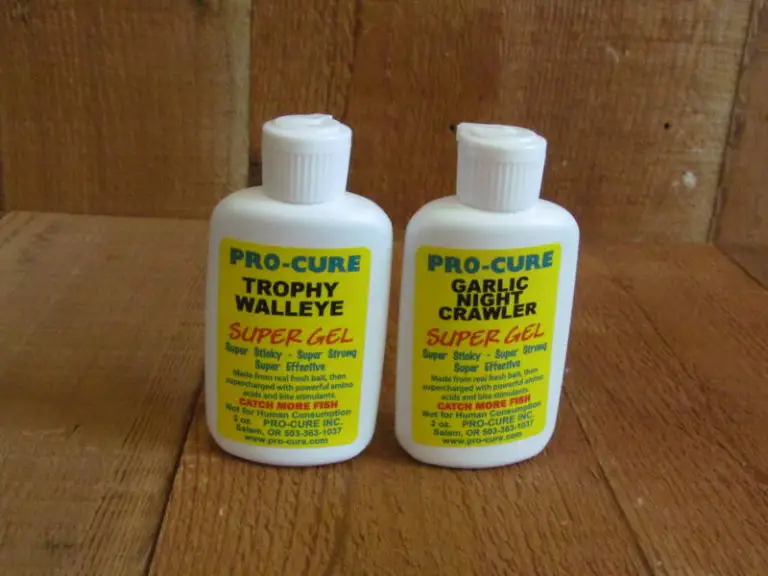 PRO-CURE
TROPHY
WALLEYE
SUPER GEL
Super Sticky - Super Strong
Super Effective
Made from real fresh bait, then
supercharged with powerful amino
acids and bite stimulants.
CATCH MORE FISH
Not for Human Consumption
2 oz. PRO-CURE INC.
Salem, OR 503-363-1037
www.pro-cure.com
PRO-CURE
GARLIC
NIGHT
CRAWLER
SUPER GEL
Super Sticky - Super Strong
Super Effective
Made from real fresh bait, then
supercharged with powerful amino
acids and bite stimulants.
CATCH MORE FISH
Not for Human Consumption
2 oz. PRO-CURE INC.
Salem, OR 503-363-1037
www.pro-cure.com